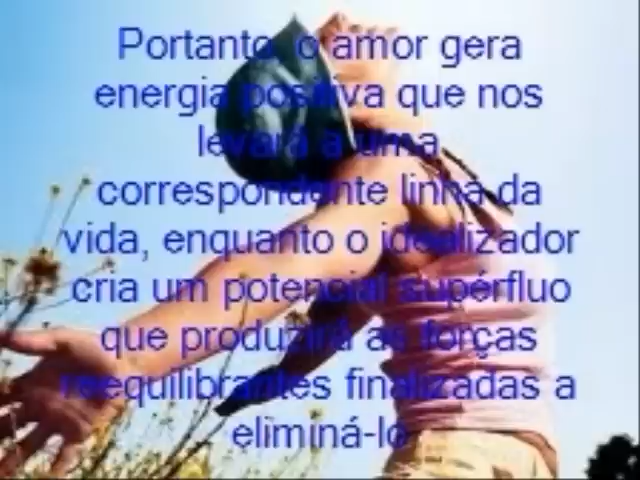 Portanto, o amor gera
energia positiva que nos
levará a uma
correspondente linha da
vida, enquanto o idealizador
cria um potencial supérfluo
que produzirá as forças
reequilibrantes finalizadas a
eliminá-lo